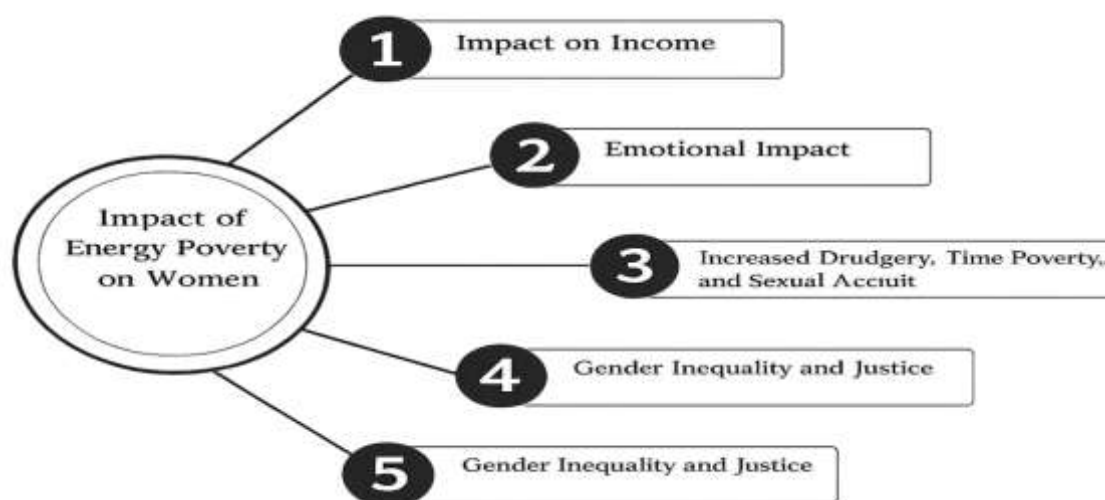 1 Impact on Income
2 Emotional Impact
Impact of
Energy Poverty
on Women
3 Increased Drudgery, Time Poverty,
and Sexual
4 Gender Inequality and Justice
5 Gender Inequality and Justice